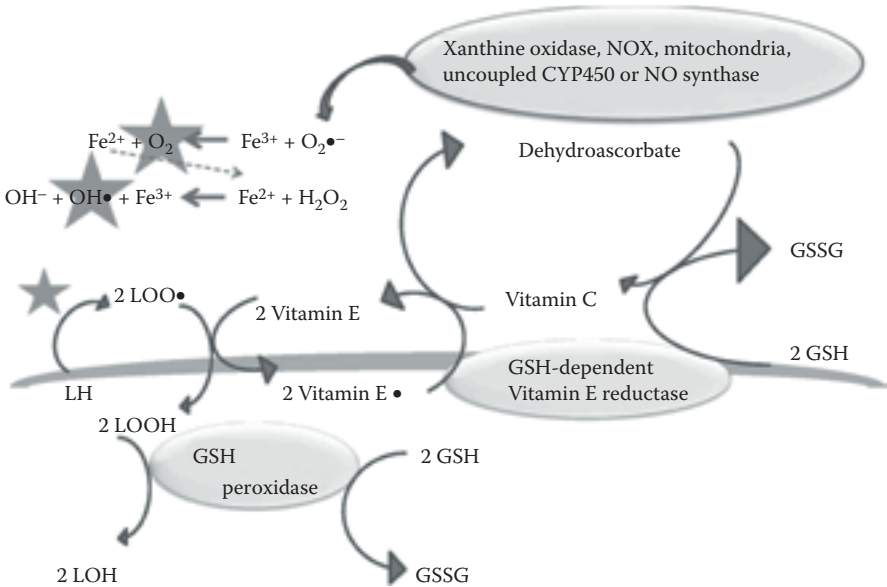 Xanthine oxidase, NOX, mitochondria,
uncoupled CYP450 or NO synthase
Fe²⁺ + O₂
Fe³⁺ + O₂•⁻
OH⁻ + OH• + Fe³⁺
Fe²⁺ + H₂O₂
Dehydroascorbate
GSSG
2 LOO•
2 Vitamin E
Vitamin C
2 GSH
LH
2 Vitamin E •
GSH-dependent
Vitamin E reductase
2 LOOH
GSH
peroxidase
2 GSH
2 LOH
GSSG